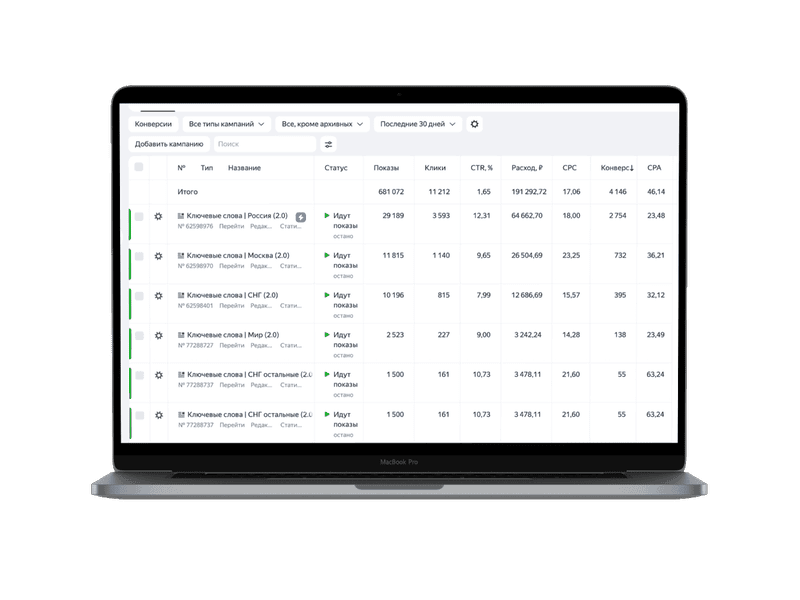 Конверсии Все типы кампаний Все, кроме архивных Последние 30 дней
Добавить кампанию Поиск
№ Тип Название Статус Показы Клики CTR, % Расход, ₽ CPC Конверс↓ CPA
Итого 681 072 11 212 1,65 191 292,72 17,06 4 146 46,14
Ключевые слова | Россия (2.0) Идут 29 189 3 593 12,31 64 662,70 18,00 2 754 23,48
№ 62598976 Перейти Редак... Стати... показы
остано
Ключевые слова | Москва (2.0) Идут 11 815 1 140 9,65 26 504,69 23,25 732 36,21
№ 62598970 Перейти Редак... Стати... показы
остано
Ключевые слова | СНГ (2.0) Идут 10 196 815 7,99 12 686,69 15,57 395 32,12
№ 62598401 Перейти Редак... Стати... показы
остано
Ключевые слова | Мир (2.0) Идут 2 523 227 9,00 3 242,24 14,28 138 23,49
№ 77288727 Перейти Редак... Стати... показы
остано
Ключевые слова | СНГ остальные (2.0 Идут 1 500 161 10,73 3 478,11 21,60 55 63,24
№ 77288737 Перейти Редак... Стати... показы
остано
Ключевые слова | СНГ остальные (2.0 Идут 1 500 161 10,73 3 478,11 21,60 55 63,24
№ 77288737 Перейти Редак... Стати... показы
остано
MacBook Pro